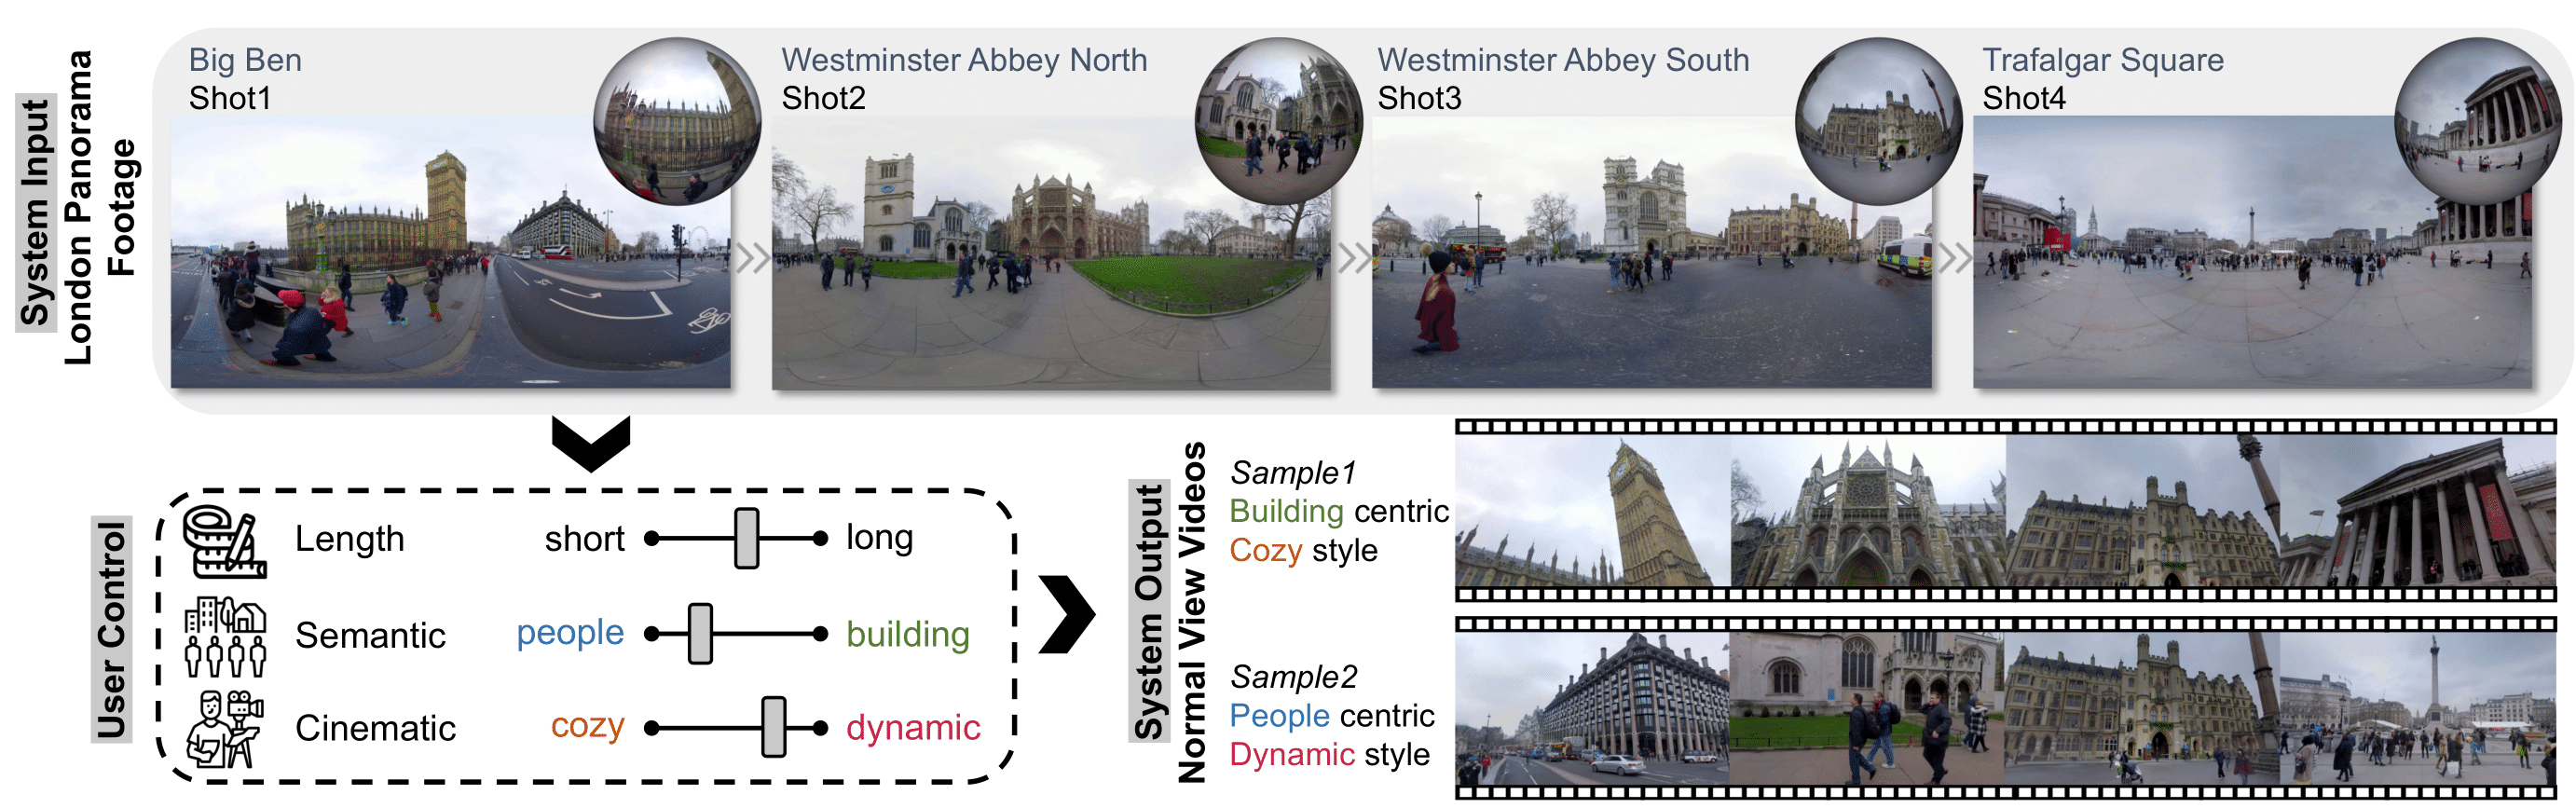 System Input
London Panorama
Footage
Big Ben
Shot1
Westminster Abbey North
Shot2
Westminster Abbey South
Shot3
Trafalgar Square
Shot4
User Control
Length short long
Semantic people building
Cinematic cozy dynamic
System Output
Normal View Videos
Sample1
Building centric
Cozy style
Sample2
People centric
Dynamic style